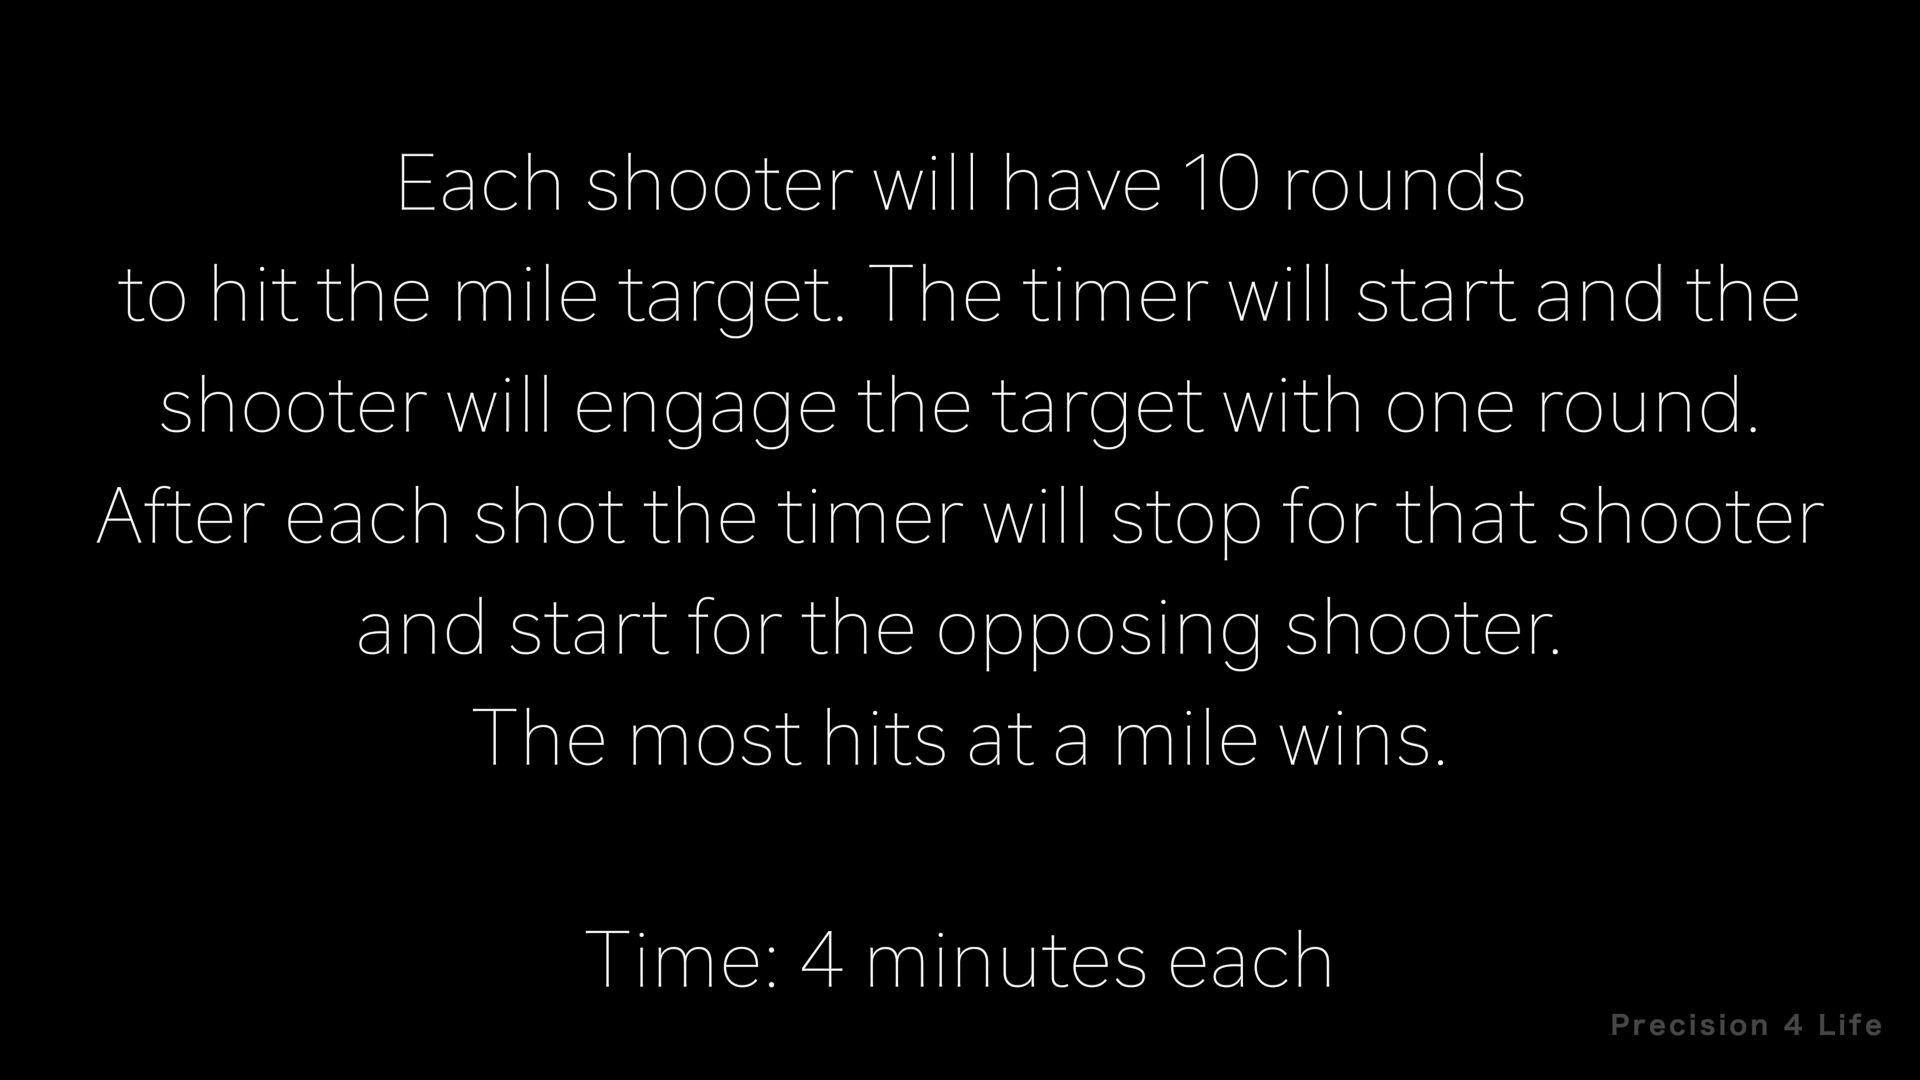 Each shooter will have 10 rounds
to hit the mile target. The timer will start and the
shooter will engage the target with one round.
After each shot the timer will stop for that shooter
and start for the opposing shooter.
The most hits at a mile wins.
Time: 4 minutes each
Precision 4 Life